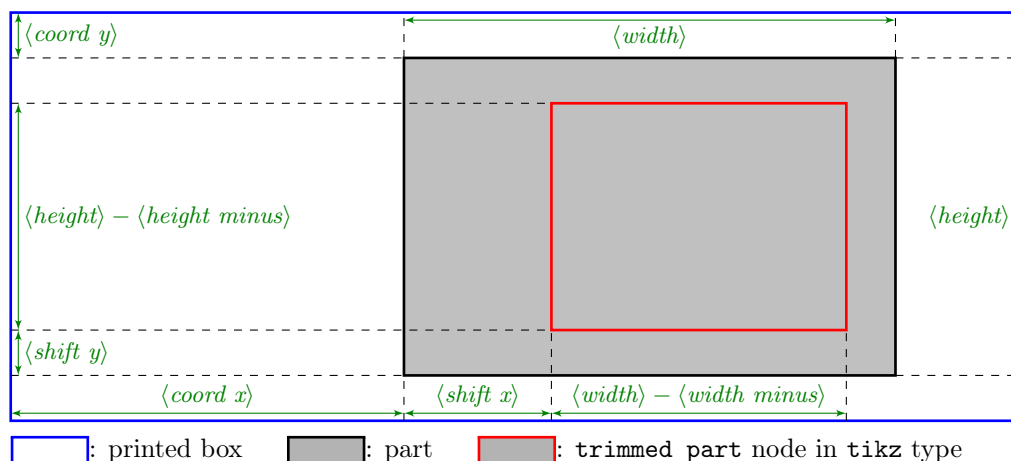 ⟨coord y⟩
⟨width⟩
⟨height⟩ − ⟨height minus⟩
⟨height⟩
⟨shift y⟩
⟨coord x⟩
⟨shift x⟩
⟨width⟩ − ⟨width minus⟩
: printed box : part : trimmed part node in tikz type